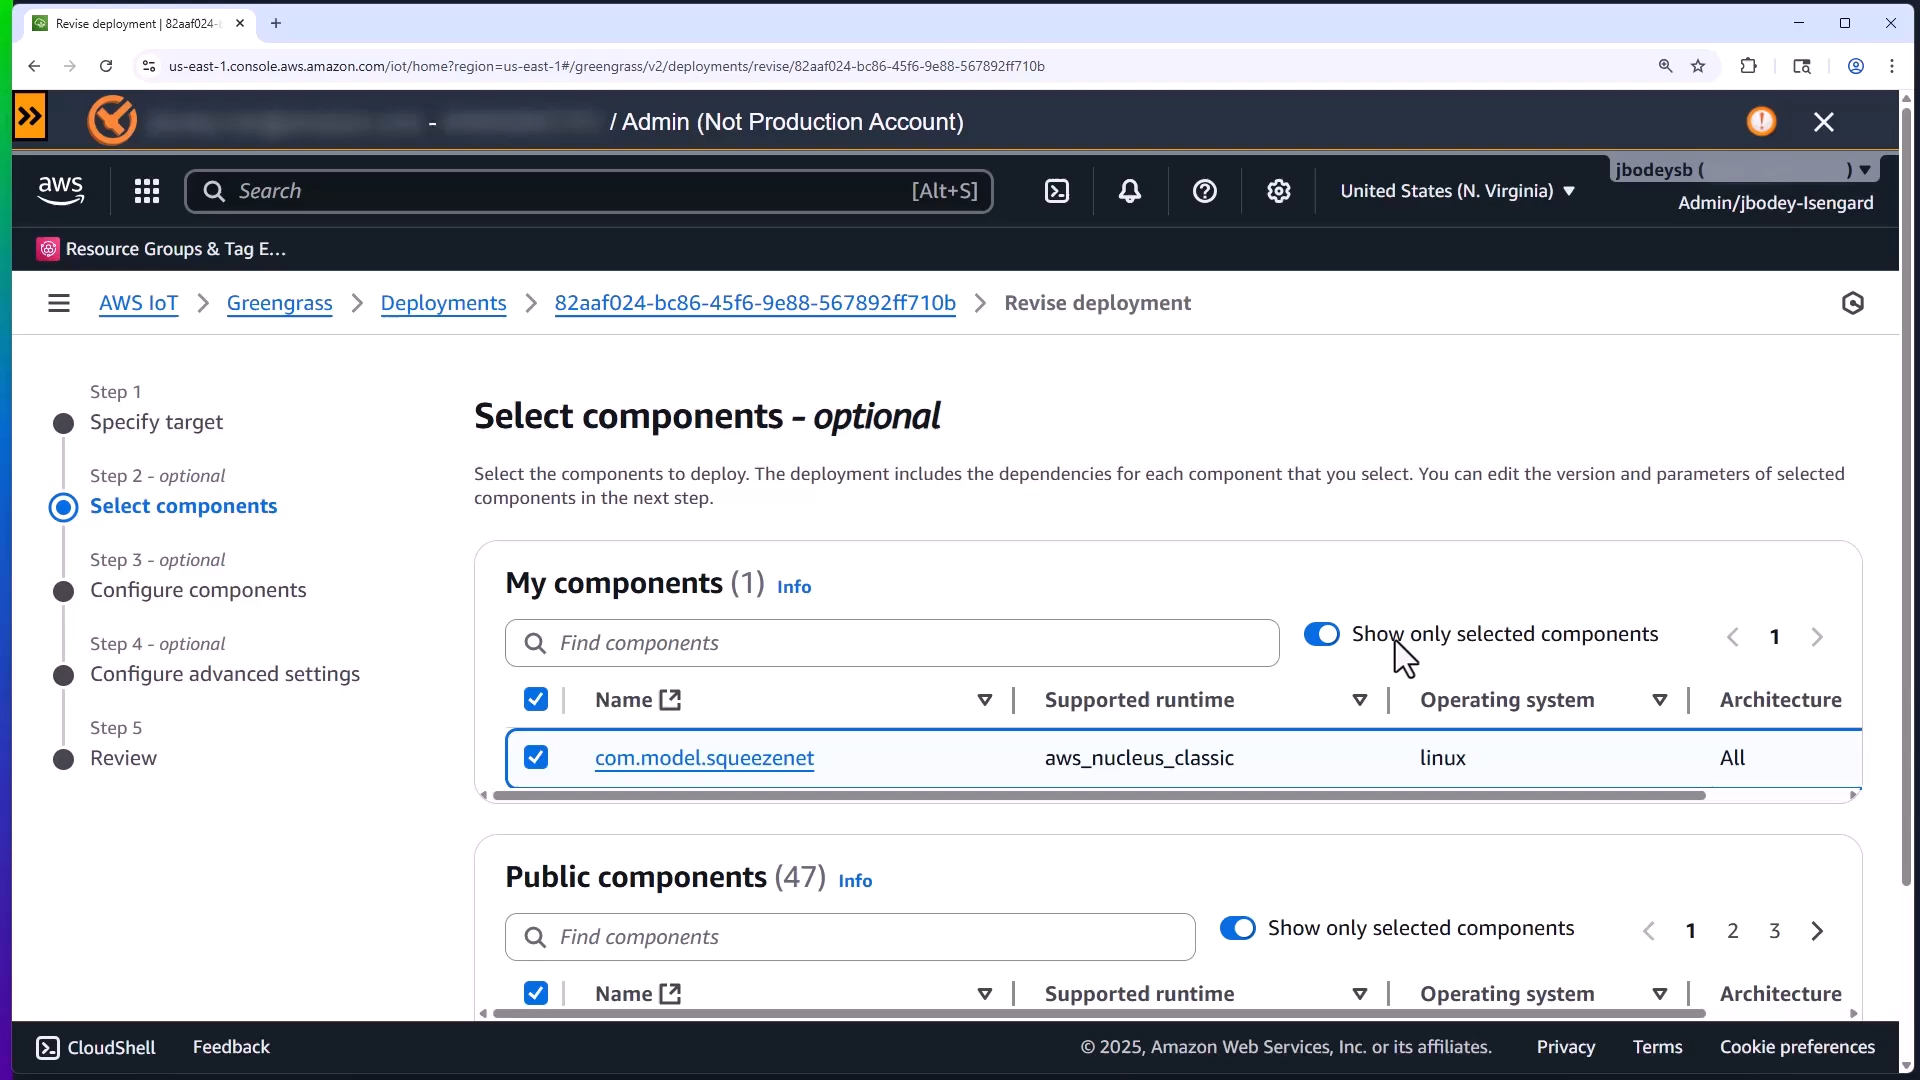 Revise deployment | 82aaf024-
us-east-1.console.aws.amazon.com/iot/home?region=us-east-1#/greengrass/v2/deployments/revise/82aaf024-bc86-45f6-9e88-567892ff710b
- / Admin (Not Production Account)
aws
Search [Alt+S]
United States (N. Virginia)
jbodeysb ( )
Admin/jbodey-Isengard
Resource Groups & Tag E...
AWS IoT > Greengrass > Deployments > 82aaf024-bc86-45f6-9e88-567892ff710b > Revise deployment
Step 1
Specify target
Step 2 - optional
Select components
Step 3 - optional
Configure components
Step 4 - optional
Configure advanced settings
Step 5
Review
Select components - optional
Select the components to deploy. The deployment includes the dependencies for each component that you select. You can edit the version and parameters of selected
components in the next step.
My components (1) Info
Find components
Show only selected components
1
Name Supported runtime Operating system Architecture
com.model.squeezenet aws_nucleus_classic linux All
Public components (47) Info
Find components
Show only selected components
1 2 3
Name Supported runtime Operating system Architecture
CloudShell Feedback © 2025, Amazon Web Services, Inc. or its affiliates. Privacy Terms Cookie preferences